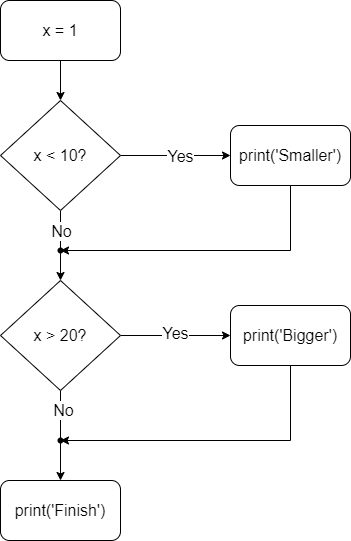 x = 1
x < 10?
Yes
print('Smaller')
No
x > 20?
Yes
print('Bigger')
No
print('Finish')